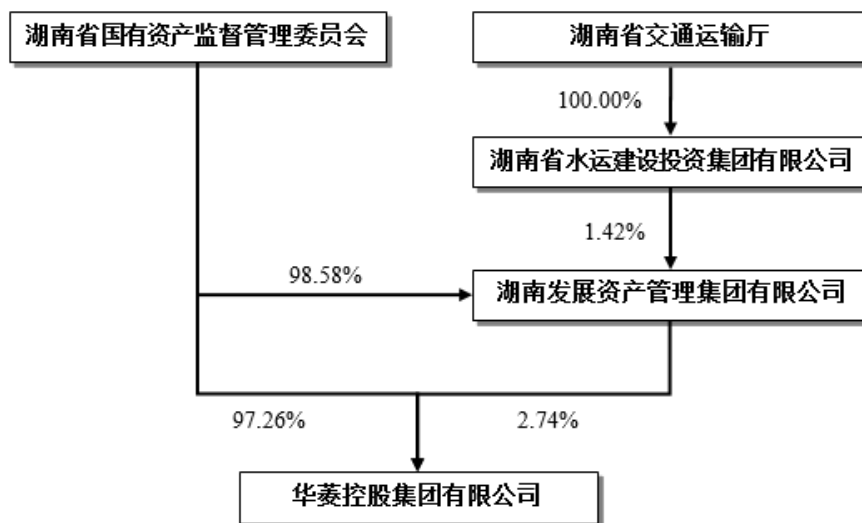 湖南省国有资产监督管理委员会
湖南省交通运输厅
100.00%
湖南省水运建设投资集团有限公司
1.42%
98.58%
湖南发展资产管理集团有限公司
97.26%
2.74%
华菱控股集团有限公司